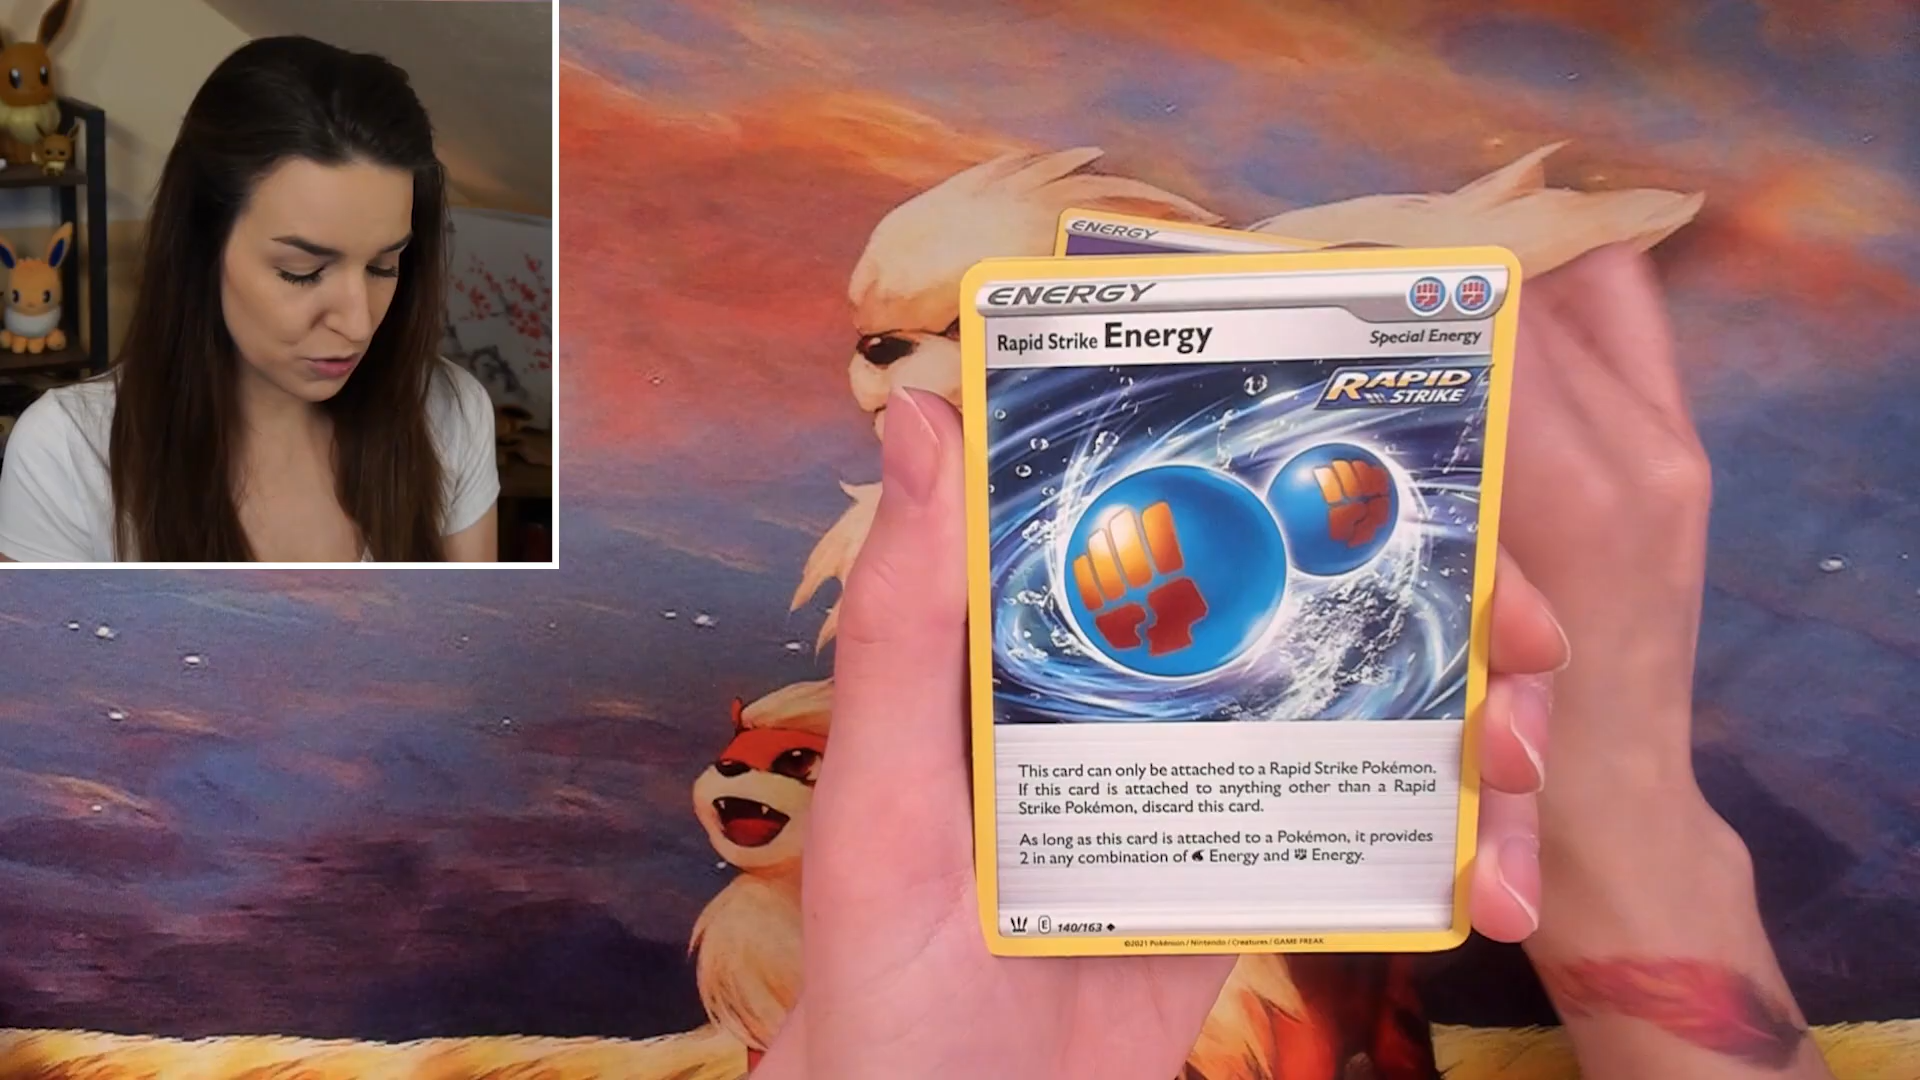 ENERGY
ENERGY
Rapid Strike Energy
Special Energy
RAPID
STRIKE
This card can only be attached to a Rapid Strike Pokémon.
If this card is attached to anything other than a Rapid
Strike Pokémon, discard this card.
As long as this card is attached to a Pokémon, it provides
2 in any combination of Energy and Energy.
E 140/163
©2021 Pokémon / Nintendo / Creatures / GAME FREAK